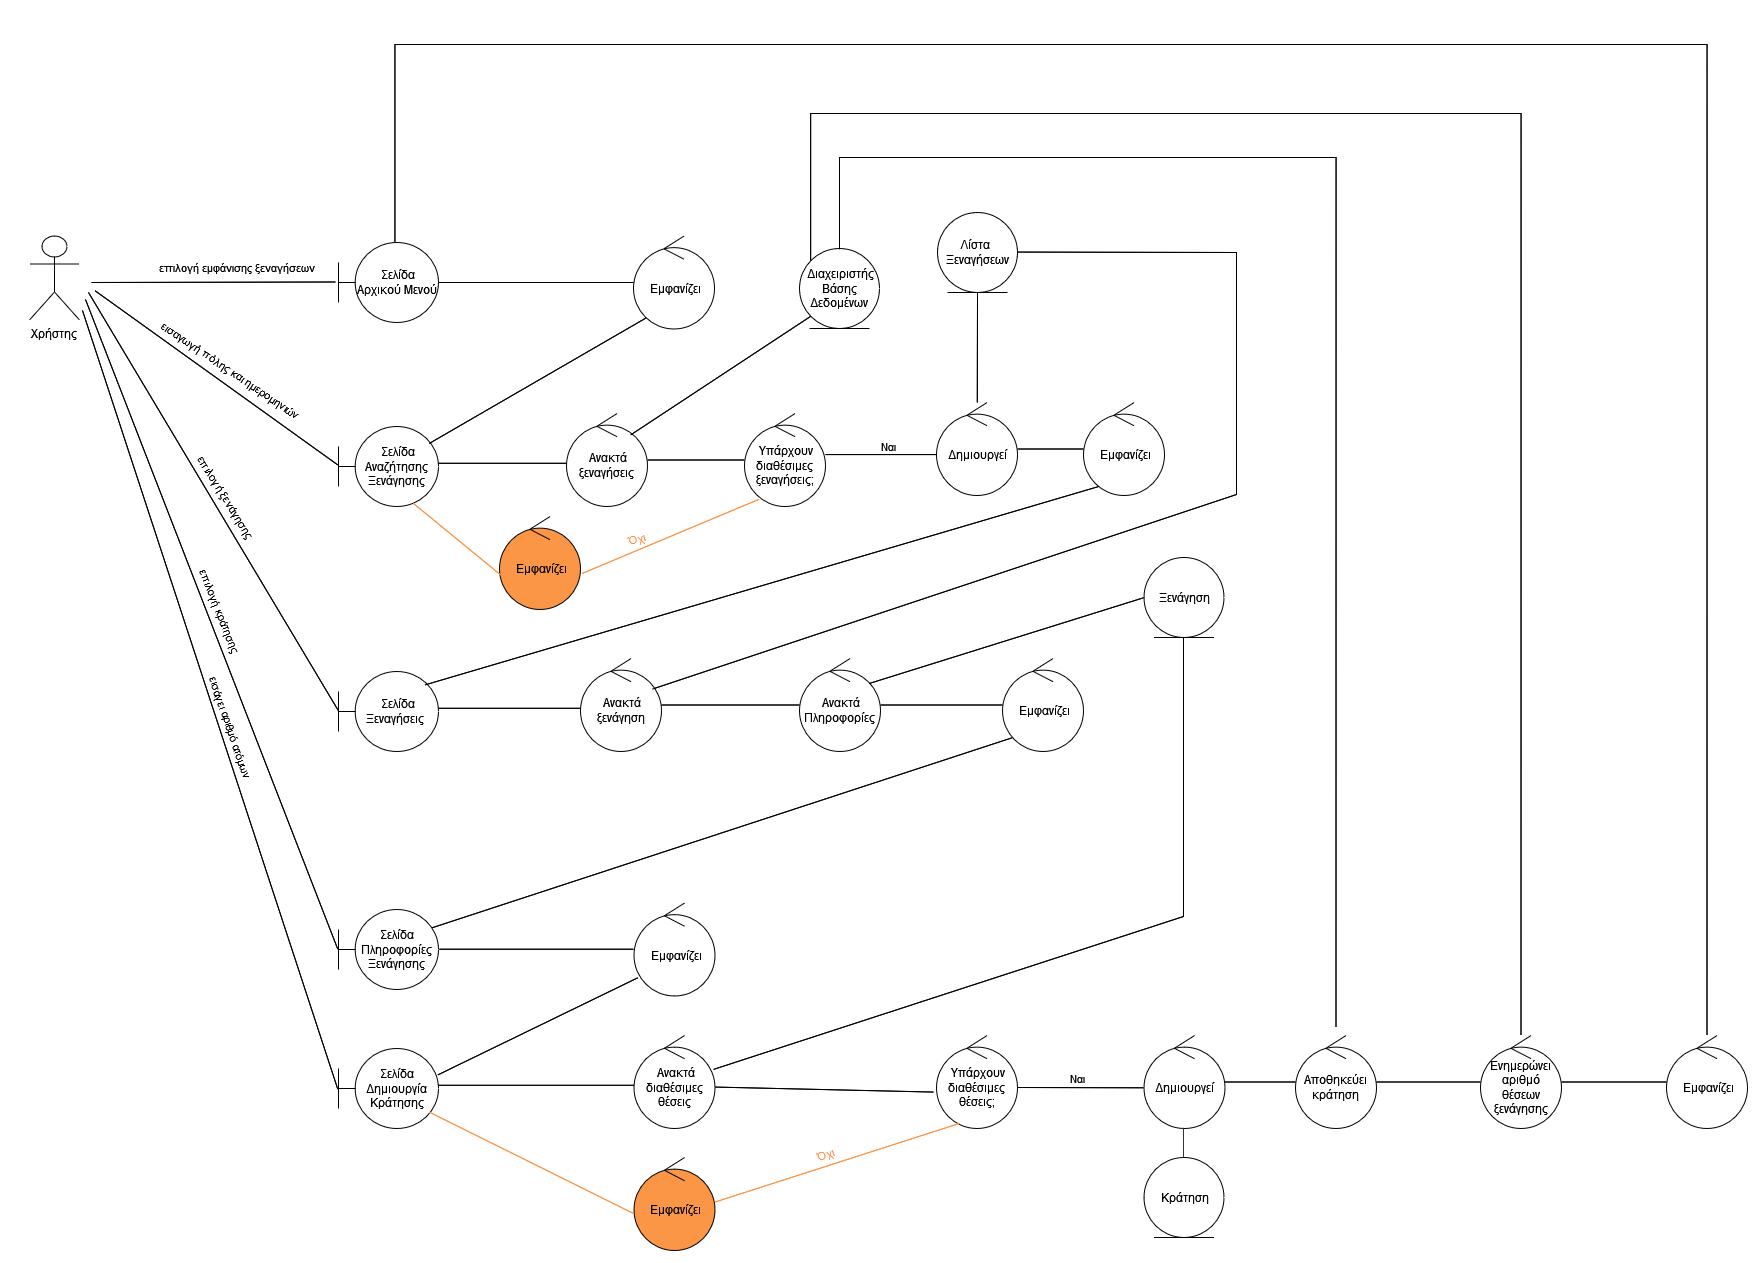 Λίστα
Ξεναγήσεων
επιλογή εμφάνισης ξεναγήσεων
Σελίδα
Αρχικού Μενού
Εμφανίζει
Διαχειριστής
Βάσης
Δεδομένων
Χρήστης
εισαγωγή πόλης και ημερομηνιών
Σελίδα
Αναζήτησης
Ξενάγησης
Ανακτά
ξεναγήσεις
Υπάρχουν
διαθέσιμες
ξεναγήσεις;
Ναι
Δημιουργεί
Εμφανίζει
επιλογή ξενάγησης
Όχι
Εμφανίζει
Ξενάγηση
επιλογή κράτησης
Σελίδα
Ξεναγήσεις
Ανακτά
ξενάγηση
Ανακτά
Πληροφορίες
Εμφανίζει
εισάγει αριθμό ατόμων
Σελίδα
Πληροφορίες
Ξενάγησης
Εμφανίζει
Σελίδα
Δημιουργία
Κράτησης
Ανακτά
διαθέσιμες
θέσεις
Υπάρχουν
διαθέσιμες
θέσεις;
Ναι
Δημιουργεί
Αποθηκεύει
κράτηση
Ενημερώνει
αριθμό
θέσεων
ξενάγησης
Εμφανίζει
Όχι
Εμφανίζει
Κράτηση